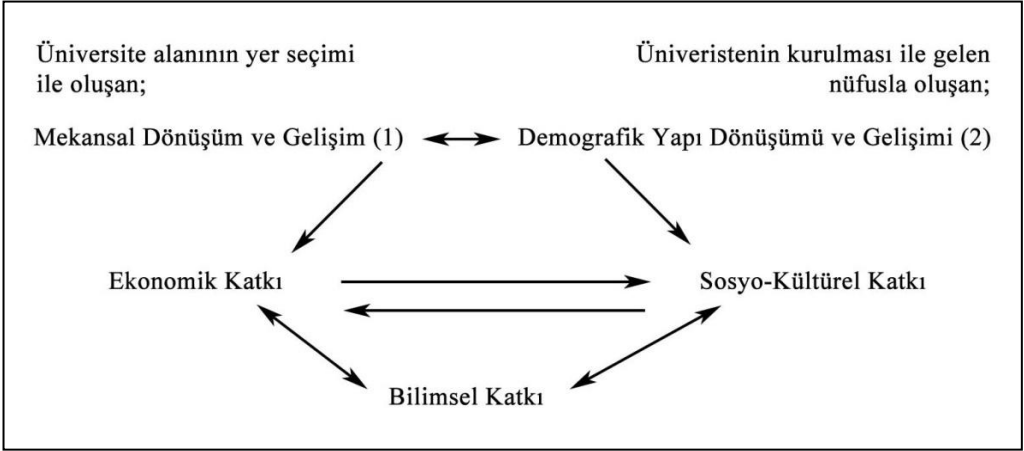 Üniversite alanının yer seçimi
ile oluşan;
Üniveristenin kurulması ile gelen
nüfusla oluşan;
Mekansal Dönüşüm ve Gelişim (1)
Demografik Yapı Dönüşümü ve Gelişimi (2)
Ekonomik Katkı
Sosyo-Kültürel Katkı
Bilimsel Katkı